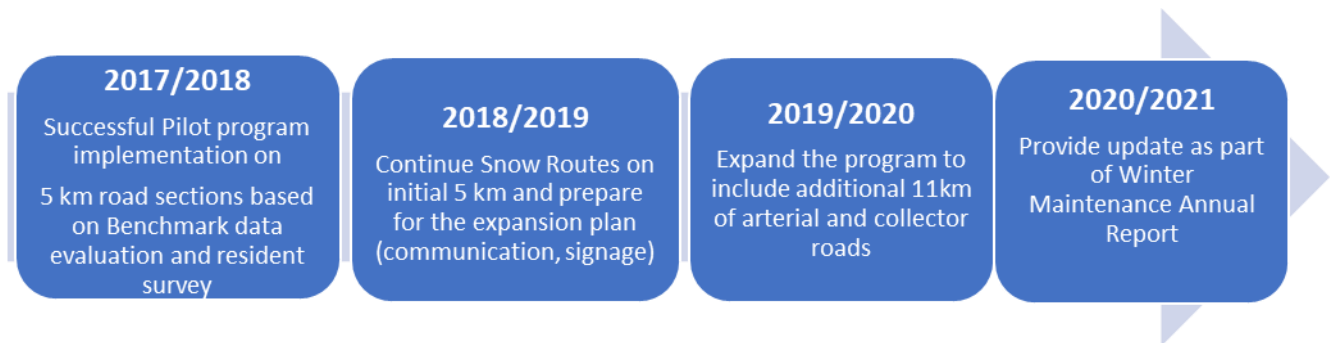 2017/2018
Successful Pilot program
implementation on
5 km road sections based
on Benchmark data
evaluation and resident
survey
2018/2019
Continue Snow Routes on
initial 5 km and prepare
for the expansion plan
(communication, signage)
2019/2020
Expand the program to
include additional 11km
of arterial and collector
roads
2020/2021
Provide update as part
of Winter
Maintenance Annual
Report